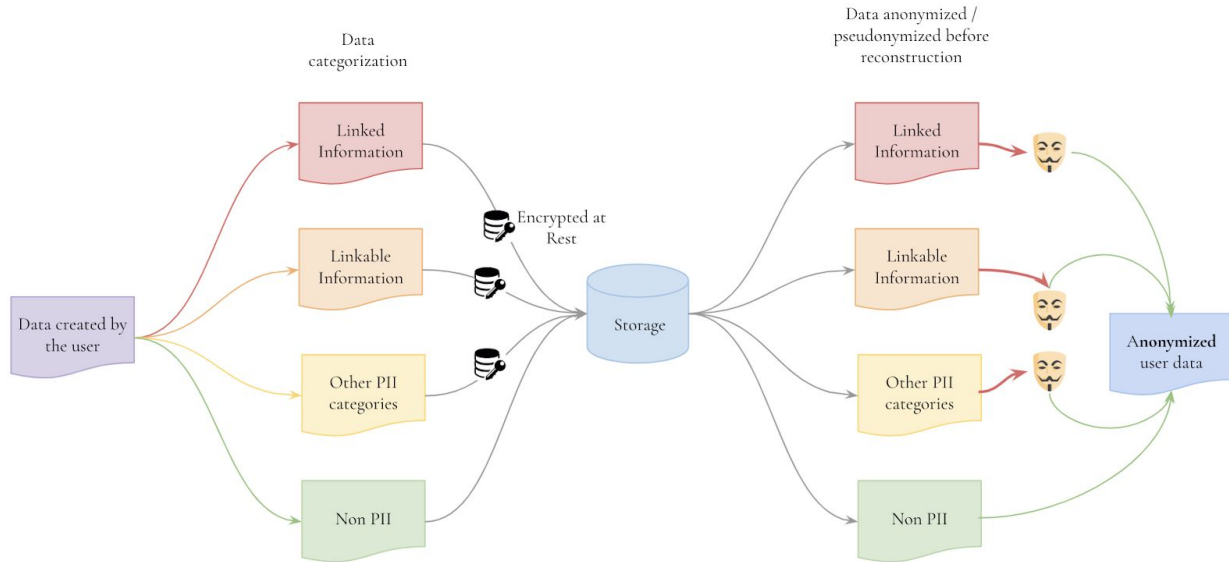 Data
categorization
Data anonymized /
pseudonymized before
reconstruction
Linked
Information
Linkable
Information
Other PII
categories
Non PII
Data created by
the user
Encrypted at
Rest
Storage
Linked
Information
Linkable
Information
Other PII
categories
Non PII
Anonymized
user data